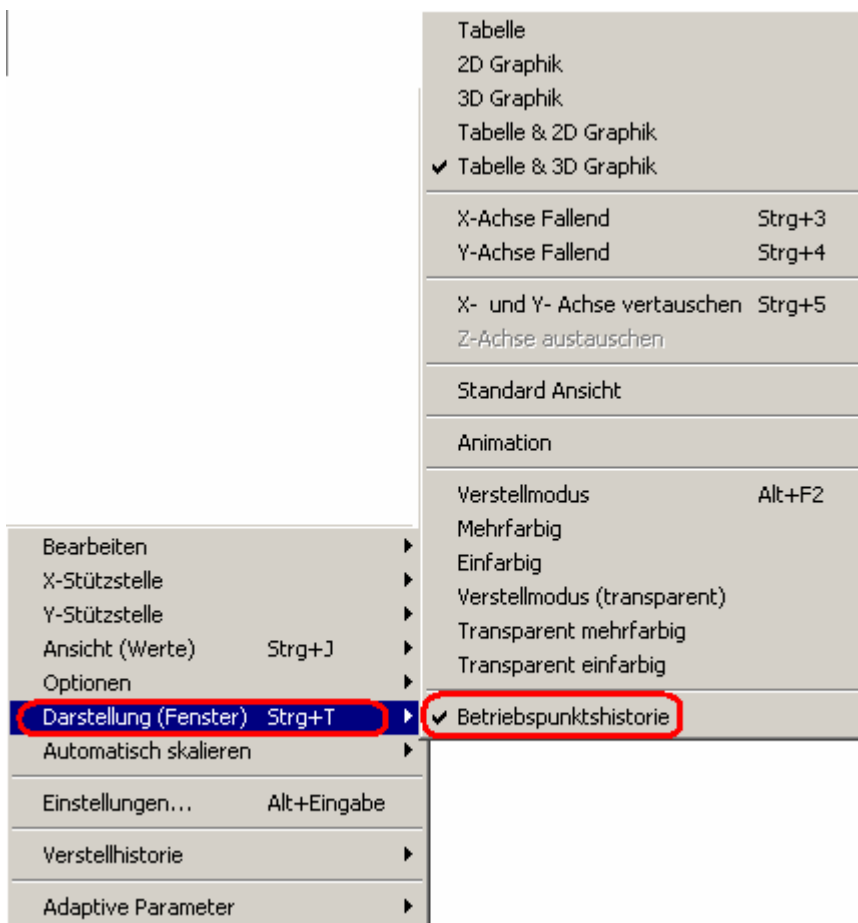 Tabelle
2D Graphik
3D Graphik
Tabelle & 2D Graphik
Tabelle & 3D Graphik
X-Achse Fallend Strg+3
Y-Achse Fallend Strg+4
X- und Y- Achse vertauschen Strg+5
Z-Achse austauschen
Standard Ansicht
Animation
Verstellmodus Alt+F2
Mehrfarbig
Einfarbig
Verstellmodus (transparent)
Transparent mehrfarbig
Transparent einfarbig
Betriebspunktshistorie
Bearbeiten
X-Stützstelle
Y-Stützstelle
Ansicht (Werte) Strg+J
Optionen
Darstellung (Fenster) Strg+T
Automatisch skalieren
Einstellungen... Alt+Eingabe
Verstellhistorie
Adaptive Parameter